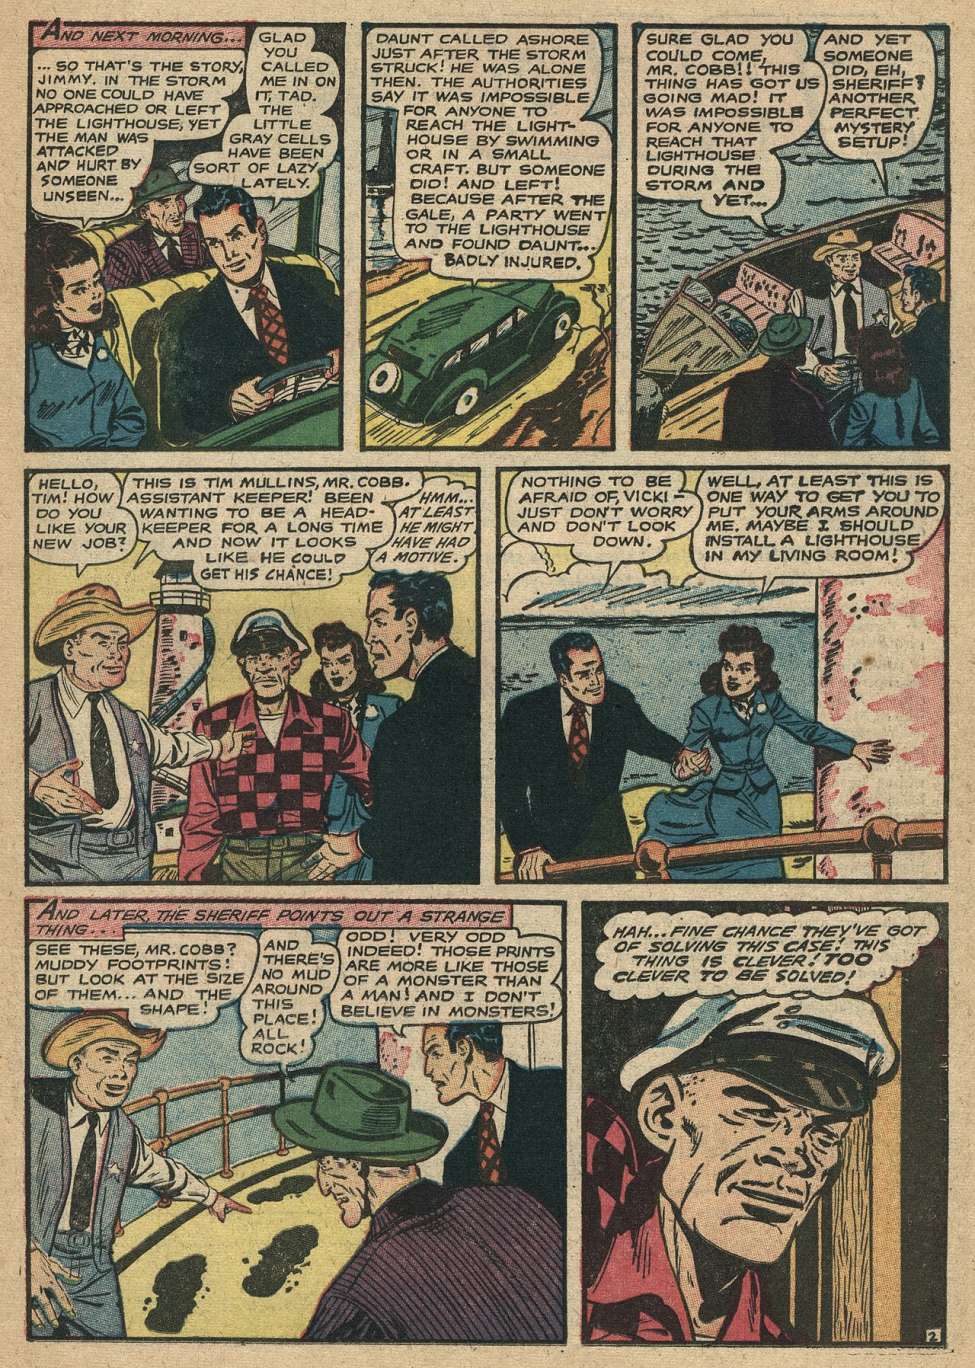 AND NEXT MORNING...
... SO THAT'S THE STORY,
JIMMY. IN THE STORM
NO ONE COULD HAVE
APPROACHED OR LEFT
THE LIGHTHOUSE, YET
THE MAN WAS
ATTACKED
AND HURT BY
SOMEONE
UNSEEN...
GLAD
YOU
CALLED
ME IN ON
IT, TAD.
THE
LITTLE
GRAY CELLS
HAVE BEEN
SORT OF LAZY
LATELY.
DAUNT CALLED ASHORE
JUST AFTER THE STORM
STRUCK! HE WAS ALONE
THEN. THE AUTHORITIES
SAY IT WAS IMPOSSIBLE
FOR ANYONE TO
REACH THE LIGHT-
HOUSE BY SWIMMING
OR IN A SMALL
CRAFT. BUT SOMEONE
DID! AND LEFT!
BECAUSE AFTER THE
GALE, A PARTY WENT
TO THE LIGHTHOUSE
AND FOUND DAUNT...
BADLY INJURED.
SURE GLAD YOU
COULD COME,
MR. COBB!! THIS
THING HAS GOT US
GOING MAD! IT
WAS IMPOSSIBLE
FOR ANYONE TO
REACH THAT
LIGHTHOUSE
DURING THE
STORM AND
YET...
AND YET
SOMEONE
DID, EH,
SHERIFF?
ANOTHER
PERFECT
MYSTERY
SETUP!
HELLO,
TIM! HOW
DO YOU
LIKE YOUR
NEW JOB?
THIS IS TIM MULLINS, MR. COBB.
ASSISTANT KEEPER! BEEN
WANTING TO BE A HEAD-
KEEPER FOR A LONG TIME
AND NOW IT LOOKS
LIKE HE COULD
GET HIS CHANCE!
HMM...
AT LEAST
HE MIGHT
HAVE HAD
A MOTIVE.
NOTHING TO BE
AFRAID OF, VICKI-
JUST DON'T WORRY
AND DON'T LOOK
DOWN.
WELL, AT LEAST THIS IS
ONE WAY TO GET YOU TO
PUT YOUR ARMS AROUND
ME. MAYBE I SHOULD
INSTALL A LIGHTHOUSE
IN MY LIVING ROOM!
AND LATER, THE SHERIFF POINTS OUT A STRANGE
THING...
SEE THESE, MR. COBB?
MUDDY FOOTPRINTS!
BUT LOOK AT THE SIZE
OF THEM... AND THE
SHAPE!
AND
THERE'S
NO MUD
AROUND
THIS
PLACE!
ALL
ROCK!
ODD! VERY ODD
INDEED! THOSE PRINTS
ARE MORE LIKE THOSE
OF A MONSTER THAN
A MAN! AND I DON'T
BELIEVE IN MONSTERS!
HAH... FINE CHANCE THEY'VE GOT
OF SOLVING THIS CASE! THIS
THING IS CLEVER! TOO
CLEVER TO BE SOLVED!
2